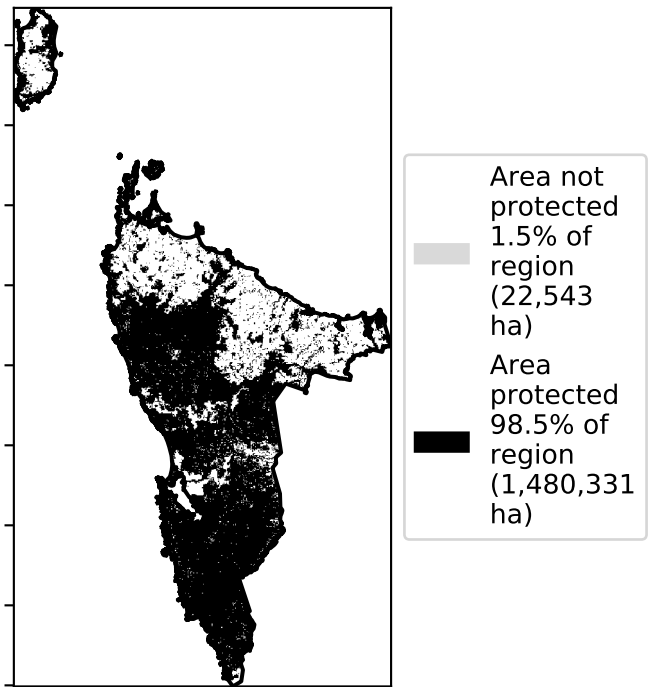 Area not
protected
1.5% of
region
(22,543
ha)
Area
protected
98.5% of
region
(1,480,331
ha)